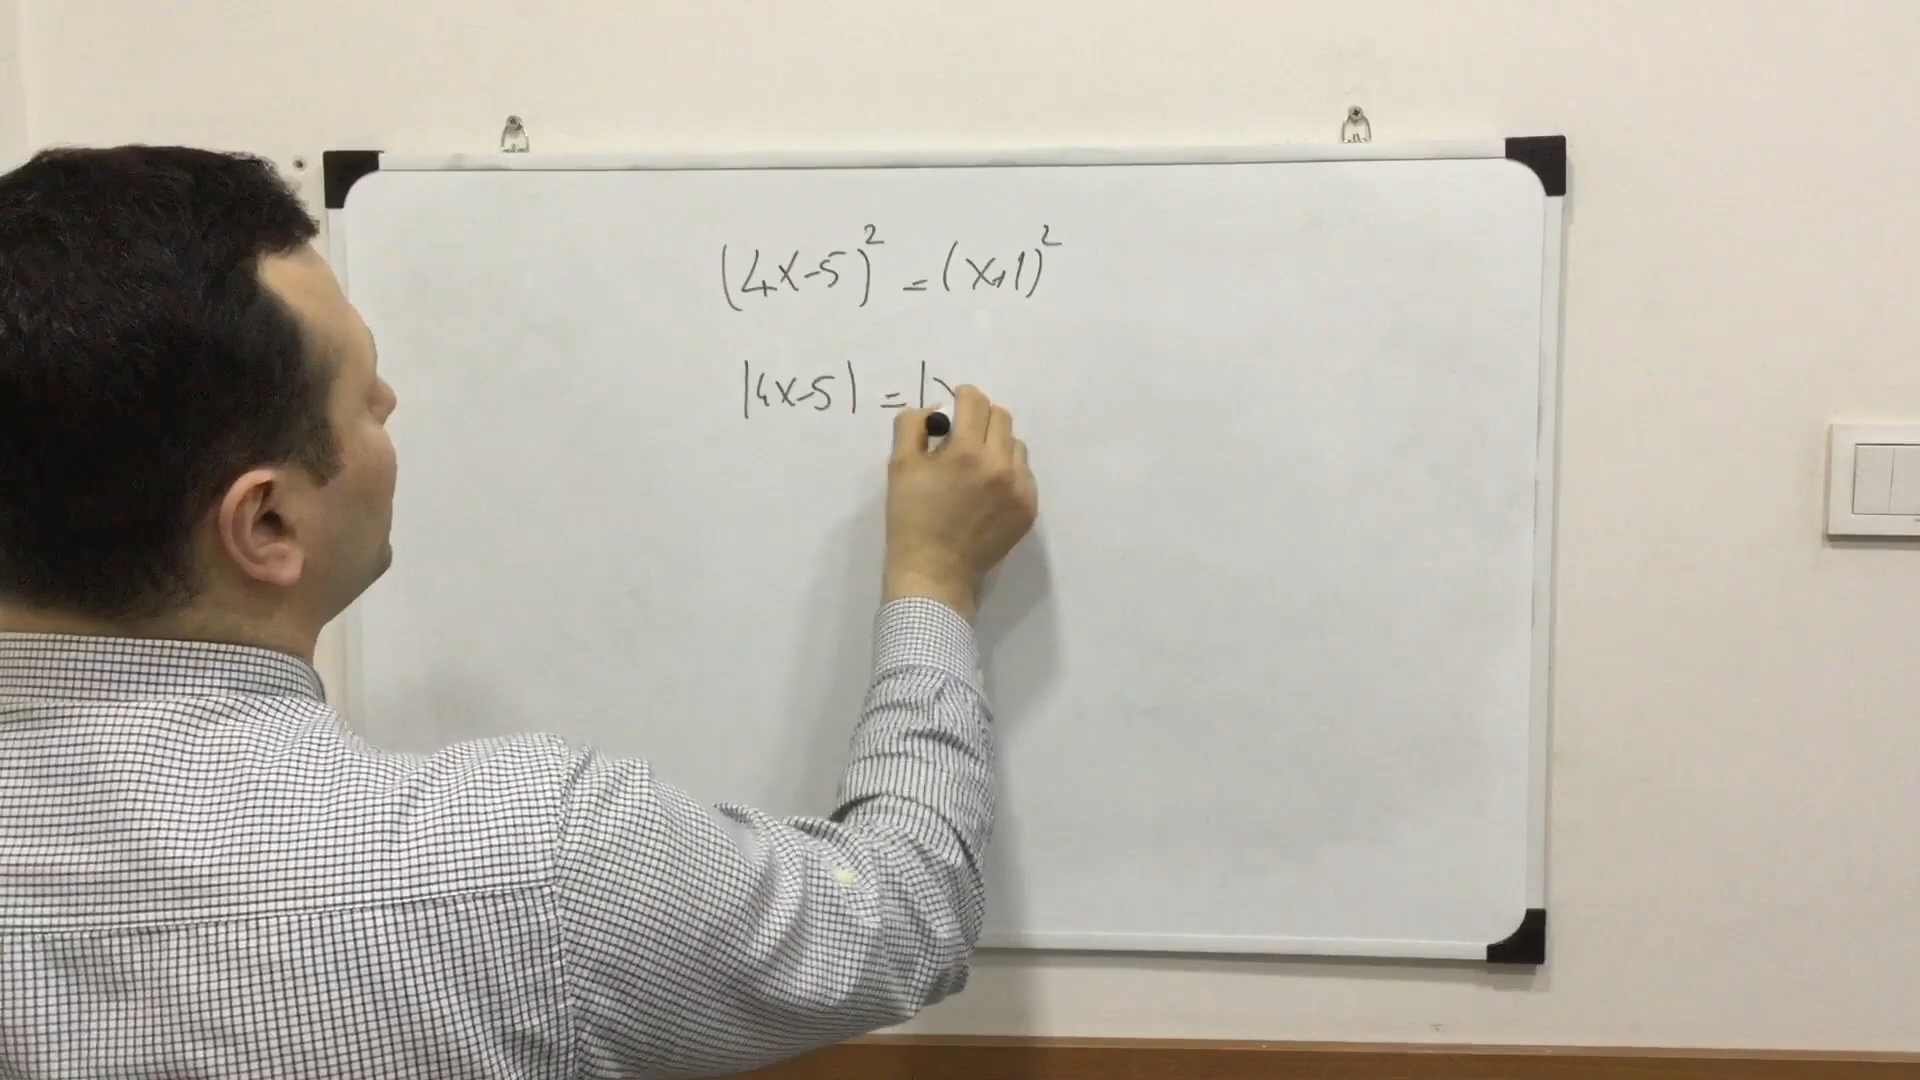 (4x-5)² = (x+1)²
|4x-5| = |x